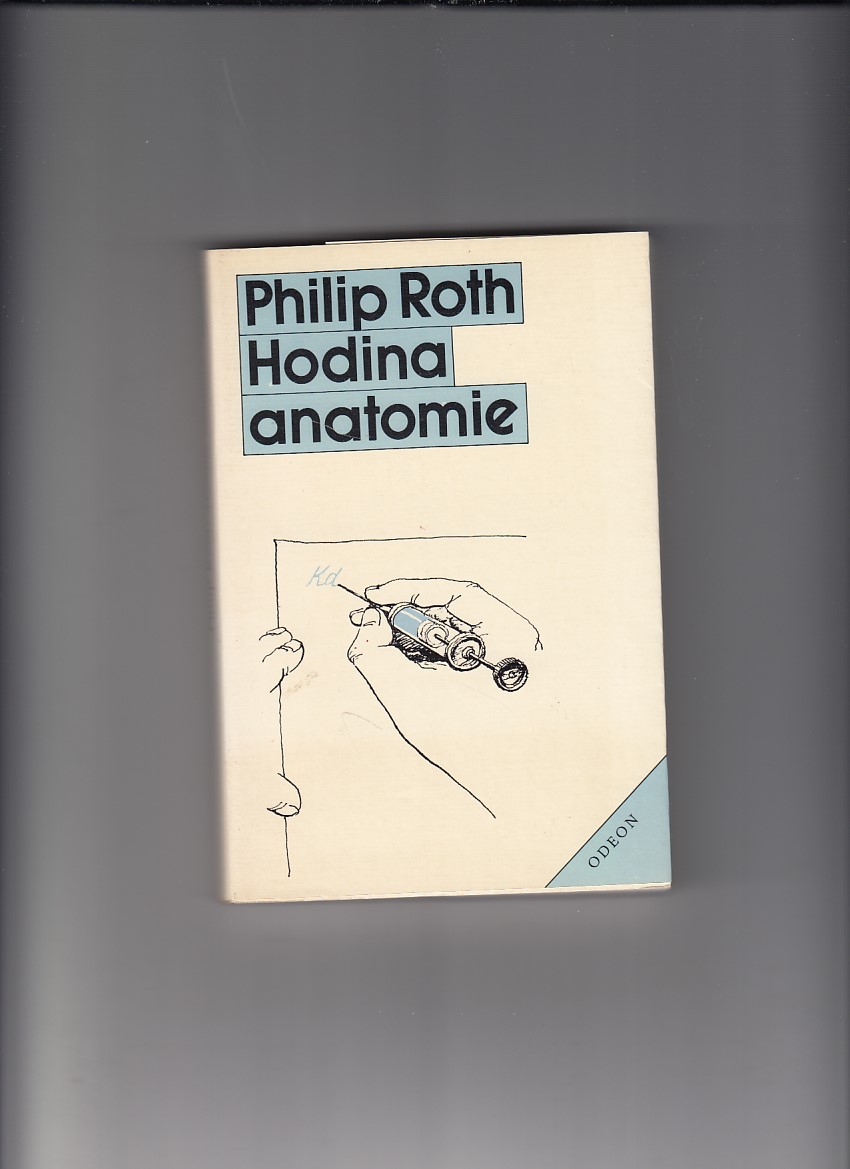 Philip Roth
Hodina
anatomie
Kd
ODEON